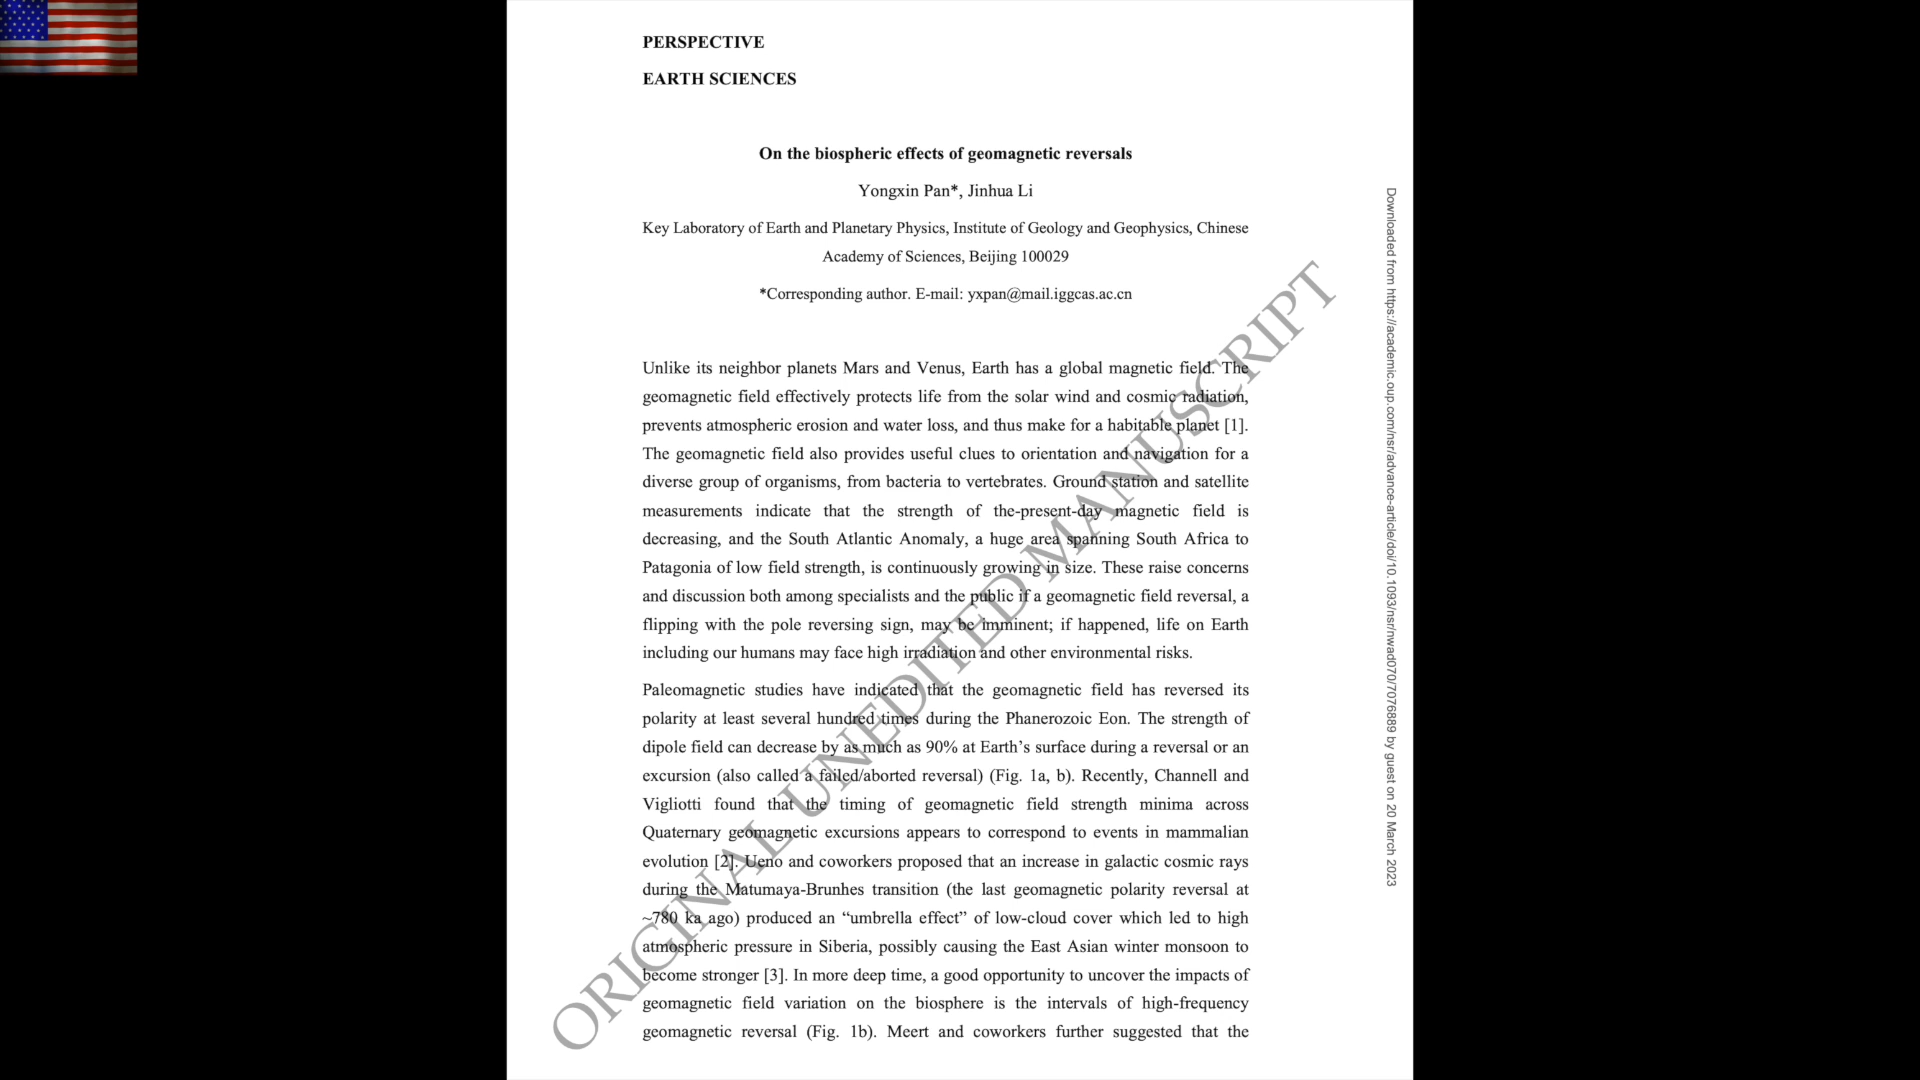 PERSPECTIVE
EARTH SCIENCES
On the biospheric effects of geomagnetic reversals
Yongxin Pan*, Jinhua Li
Key Laboratory of Earth and Planetary Physics, Institute of Geology and Geophysics, Chinese
Academy of Sciences, Beijing 100029
*Corresponding author. E-mail: yxpan@mail.iggcas.ac.cn
Unlike its neighbor planets Mars and Venus, Earth has a global magnetic field. The
geomagnetic field effectively protects life from the solar wind and cosmic radiation,
prevents atmospheric erosion and water loss, and thus make for a habitable planet [1].
The geomagnetic field also provides useful clues to orientation and navigation for a
diverse group of organisms, from bacteria to vertebrates. Ground station and satellite
measurements indicate that the strength of the-present-day magnetic field is
decreasing, and the South Atlantic Anomaly, a huge area spanning South Africa to
Patagonia of low field strength, is continuously growing in size. These raise concerns
and discussion both among specialists and the public if a geomagnetic field reversal, a
flipping with the pole reversing sign, may be imminent; if happened, life on Earth
including our humans may face high irradiation and other environmental risks.
Paleomagnetic studies have indicated that the geomagnetic field has reversed its
polarity at least several hundred times during the Phanerozoic Eon. The strength of
dipole field can decrease by as much as 90% at Earth’s surface during a reversal or an
excursion (also called a failed/aborted reversal) (Fig. 1a, b). Recently, Channell and
Vigliotti found that the timing of geomagnetic field strength minima across
Quaternary geomagnetic excursions appears to correspond to events in mammalian
evolution [2]. Ueno and coworkers proposed that an increase in galactic cosmic rays
during the Matumaya-Brunhes transition (the last geomagnetic polarity reversal at
~780 ka ago) produced an “umbrella effect” of low-cloud cover which led to high
atmospheric pressure in Siberia, possibly causing the East Asian winter monsoon to
become stronger [3]. In more deep time, a good opportunity to uncover the impacts of
geomagnetic field variation on the biosphere is the intervals of high-frequency
geomagnetic reversal (Fig. 1b). Meert and coworkers further suggested that the
ORIGINAL UNEDITED MANUSCRIPT
Downloaded from https://academic.oup.com/nsr/advance-article/doi/10.1093/nsr/nwad070/7076889 by guest on 20 March 2023